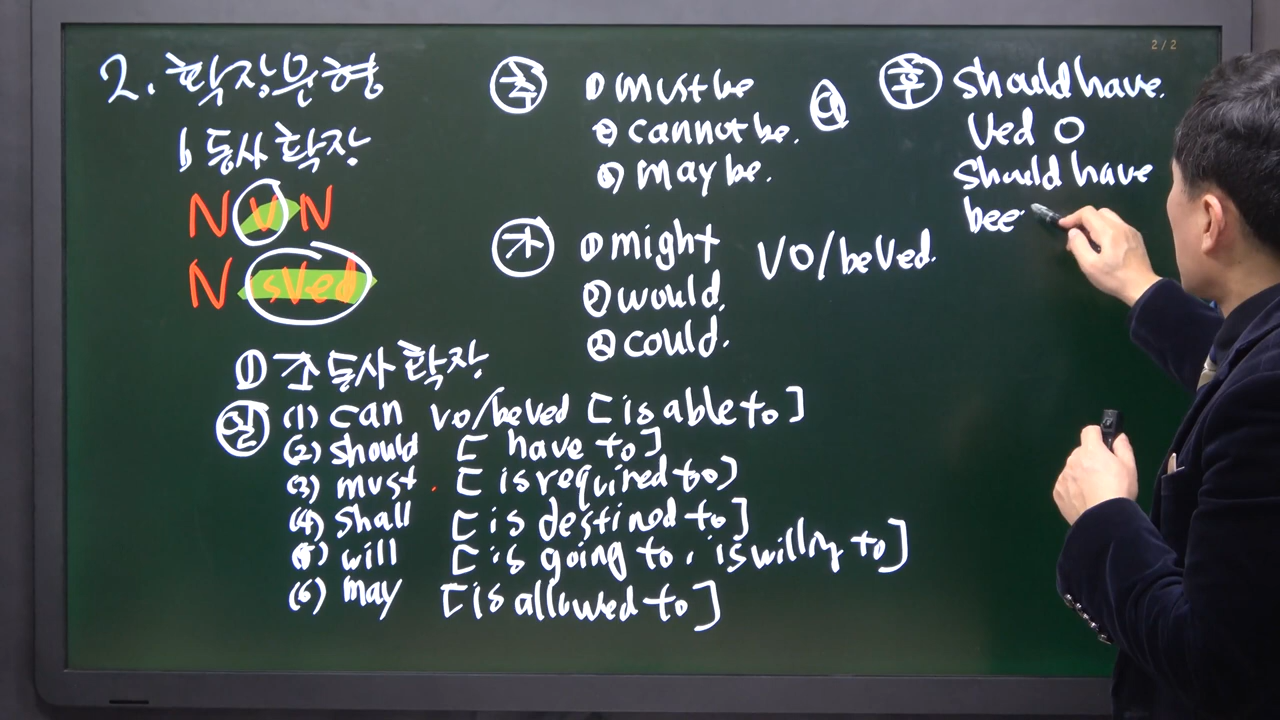 2. 확장문형
1) 동사 확장
N V N
N isVed
① 조동사 확장
일 (1) can VO/beVed [is able to]
(2) should [have to]
(3) must [is required to]
(4) shall [is destined to]
(5) will [is going to, is willing to]
(6) may [is allowed to]
추 ① must be
② cannot be.
③ may be.
가 ① might VO/beVed.
② would.
③ could.
후 should have.
Ved O
should have
bee
2/2